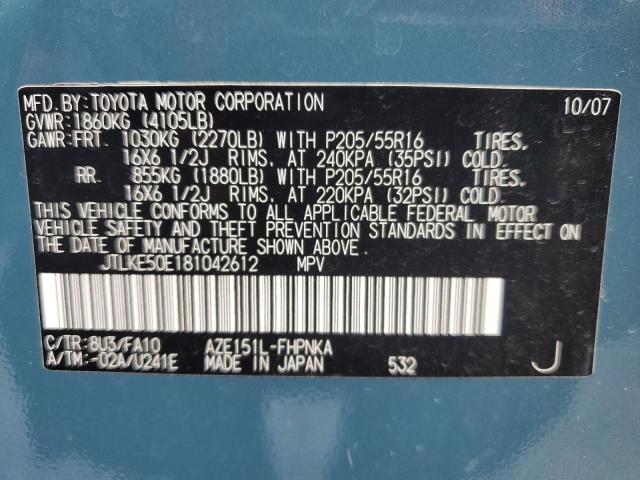 MFD.BY:TOYOTA MOTOR CORPORATION 10/07
GVWR:1860KG (4105LB)
GAWR:FRT 1030KG (2270LB) WITH P205/55R16 TIRES.
16X6 1/2J RIMS. AT 240KPA (35PSI) COLD.
RR. 855KG (1880LB) WITH P205/55R16 TIRES.
16X6 1/2J RIMS. AT 220KPA (32PSI) COLD.
THIS VEHICLE CONFORMS TO ALL APPLICABLE FEDERAL MOTOR
VEHICLE SAFETY AND THEFT PREVENTION STANDARDS IN EFFECT ON
THE DATE OF MANUFACTURE SHOWN ABOVE.
JTLKE50E181042612 MPV
C/TR:8U3/FA10 AZE151L-FHPNKA
A/TM:-02A/U241E MADE IN JAPAN 532 J